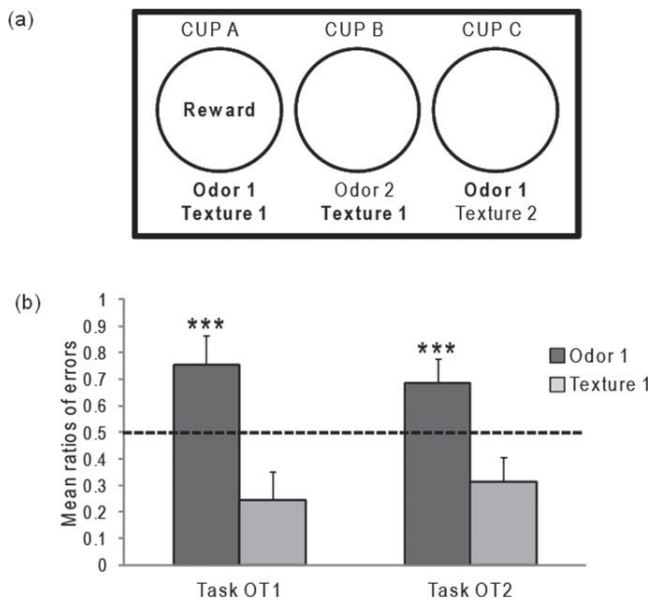 (a)
CUP A CUP B CUP C
Reward
Odor 1 Odor 2 Odor 1
Texture 1 Texture 1 Texture 2
(b)
Mean ratios of errors
1
0.9
0.8
0.7
0.6
0.5
0.4
0.3
0.2
0.1
0
*** ***
Odor 1
Texture 1
Task OT1 Task OT2